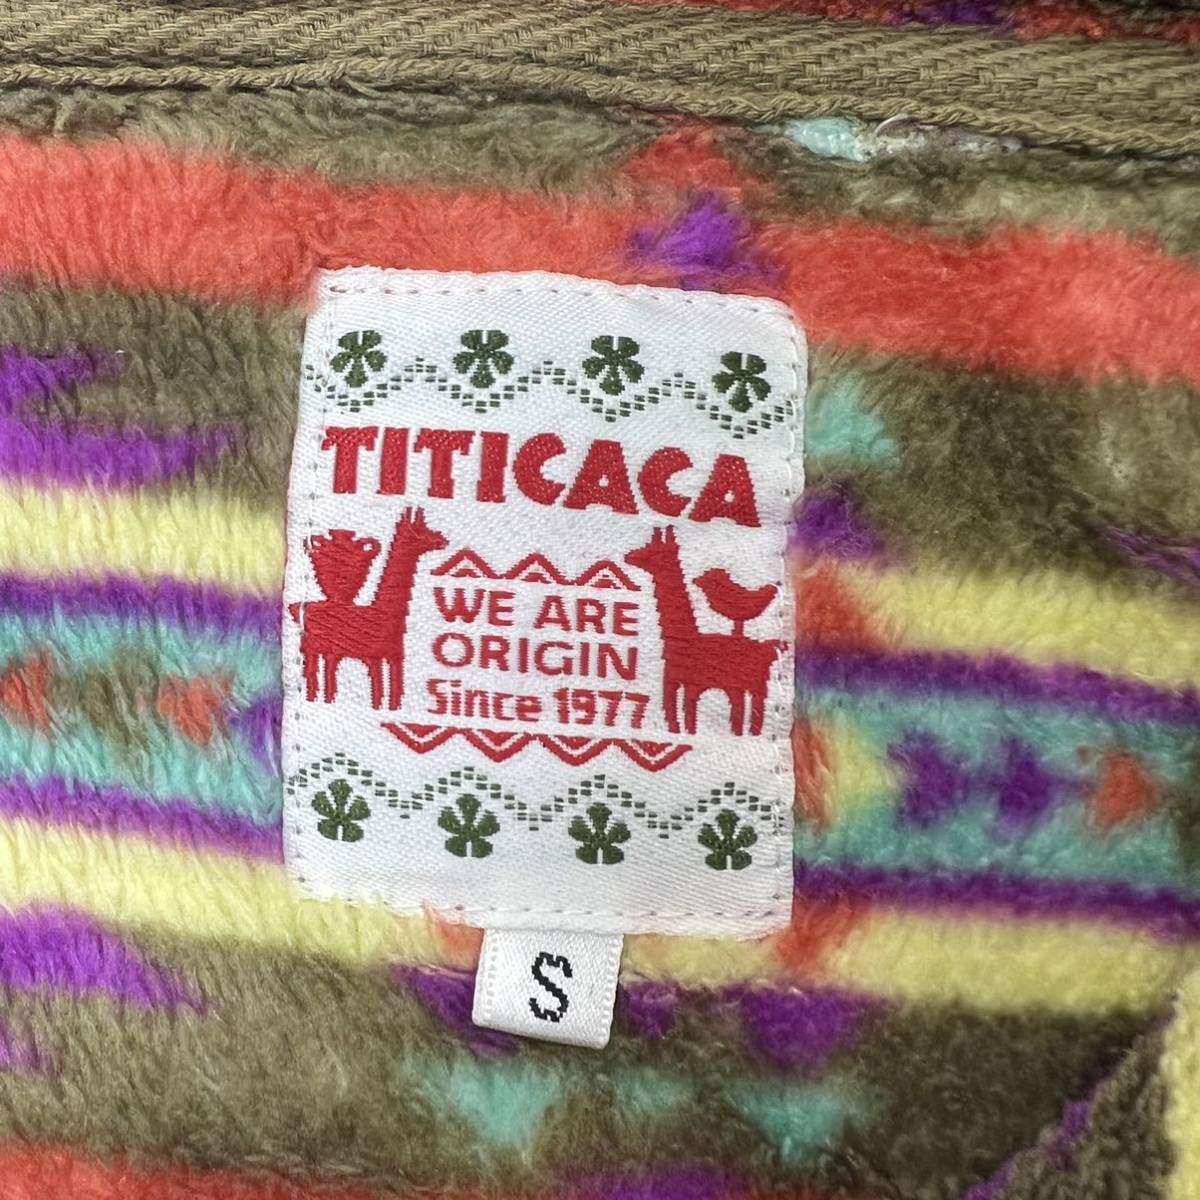 TITICACA
WE ARE
ORIGIN
Since 1977
S